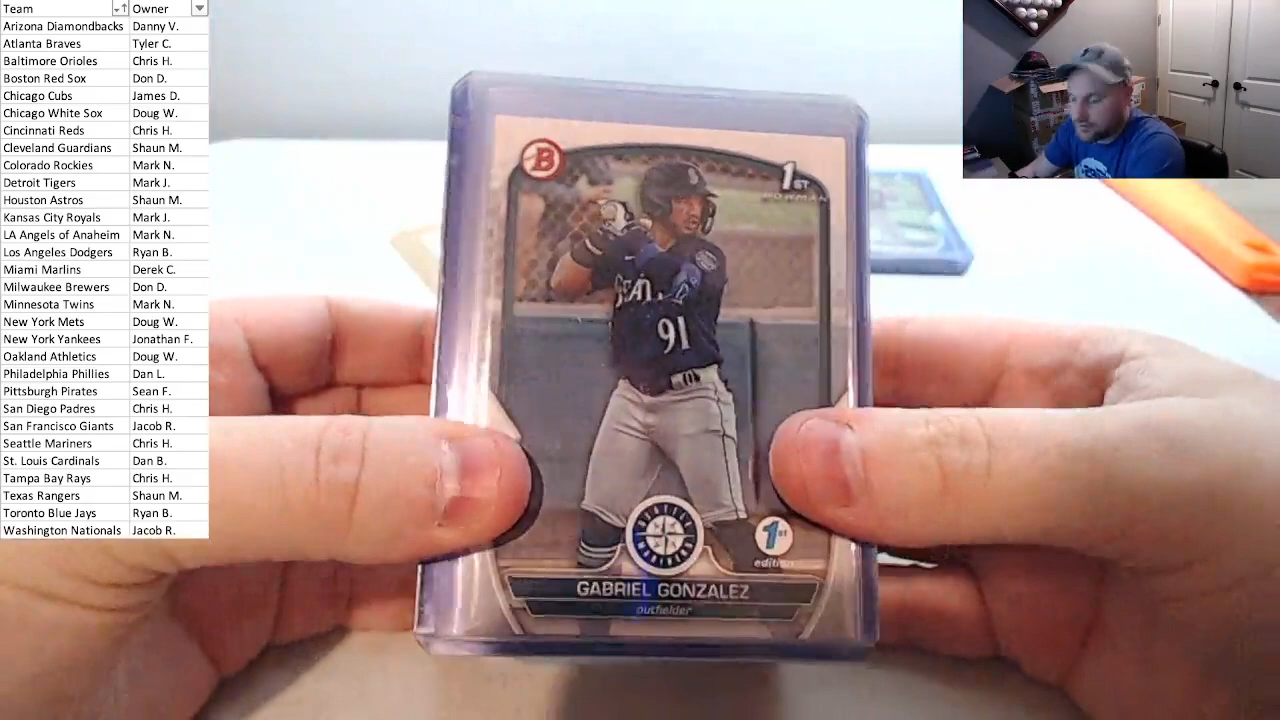 Team Owner
Arizona Diamondbacks Danny V.
Atlanta Braves Tyler C.
Baltimore Orioles Chris H.
Boston Red Sox Don D.
Chicago Cubs James D.
Chicago White Sox Doug W.
Cincinnati Reds Chris H.
Cleveland Guardians Shaun M.
Colorado Rockies Mark N.
Detroit Tigers Mark J.
Houston Astros Shaun M.
Kansas City Royals Mark J.
LA Angels of Anaheim Mark N.
Los Angeles Dodgers Ryan B.
Miami Marlins Derek C.
Milwaukee Brewers Don D.
Minnesota Twins Mark N.
New York Mets Doug W.
New York Yankees Jonathan F.
Oakland Athletics Doug W.
Philadelphia Phillies Dan L.
Pittsburgh Pirates Sean F.
San Diego Padres Chris H.
San Francisco Giants Jacob R.
Seattle Mariners Chris H.
St. Louis Cardinals Dan B.
Tampa Bay Rays Chris H.
Texas Rangers Shaun M.
Toronto Blue Jays Ryan B.
Washington Nationals Jacob R.
B
1ST
BOWMAN
91
SEATTLE
MARINERS
1st
edition
GABRIEL GONZALEZ
outfielder